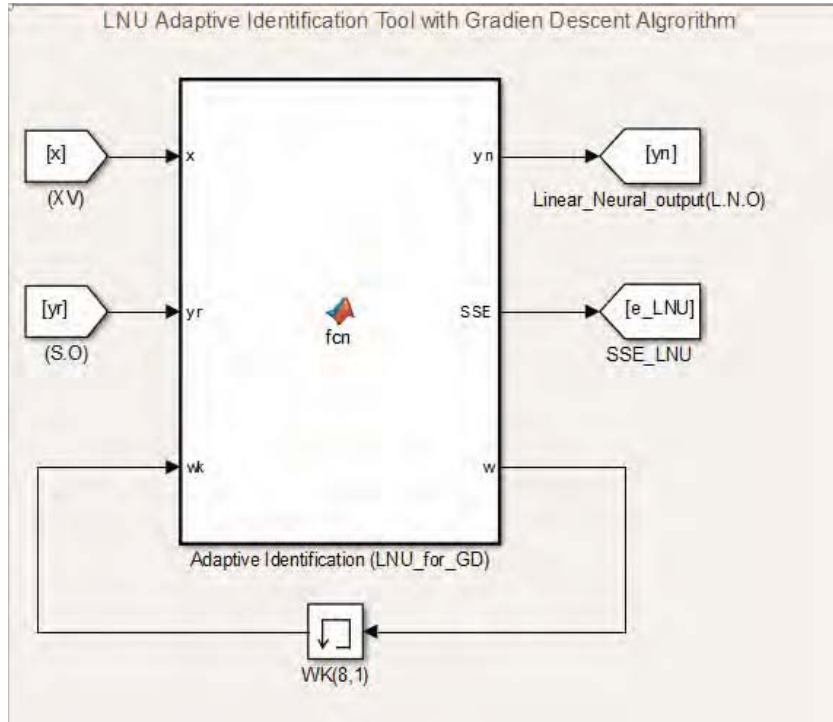 LNU Adaptive Identification Tool with Gradien Descent Algrorithm
[x]
(XV)
x
yn
[yn]
Linear_Neural_output(L.N.O)
[yr]
(S.O)
yr
fcn
SSE
[e_LNU]
SSE_LNU
wk
w
Adaptive Identification (LNU_for_GD)
WK(8,1)